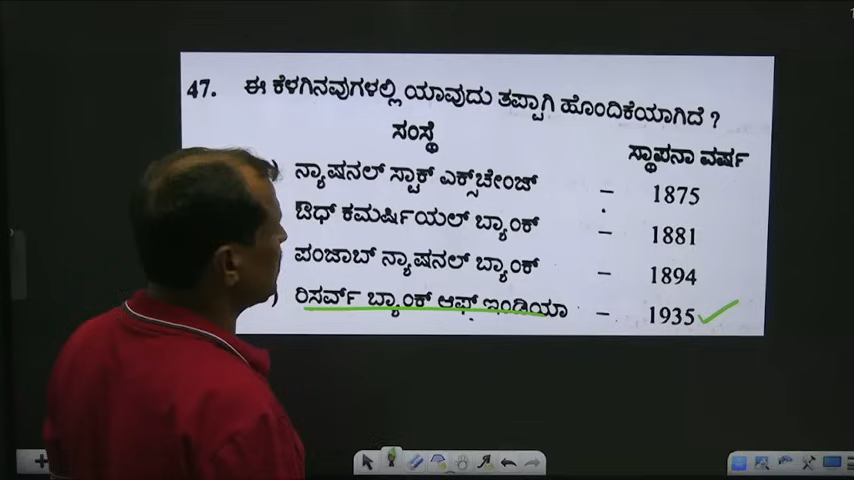 47. ಈ ಕೆಳಗಿನವುಗಳಲ್ಲಿ ಯಾವುದು ತಪ್ಪಾಗಿ ಹೊಂದಿಕೆಯಾಗಿದೆ ?
ಸಂಸ್ಥೆ ಸ್ಥಾಪನಾ ವರ್ಷ
ನ್ಯಾಷನಲ್ ಸ್ಟಾಕ್ ಎಕ್ಸ್‌ಚೇಂಜ್ – 1875
ಔಧ್ ಕಮರ್ಷಿಯಲ್ ಬ್ಯಾಂಕ್ – 1881
ಪಂಜಾಬ್ ನ್ಯಾಷನಲ್ ಬ್ಯಾಂಕ್ – 1894
ರಿಸರ್ವ್ ಬ್ಯಾಂಕ್ ಆಫ್ ಇಂಡಿಯಾ – 1935